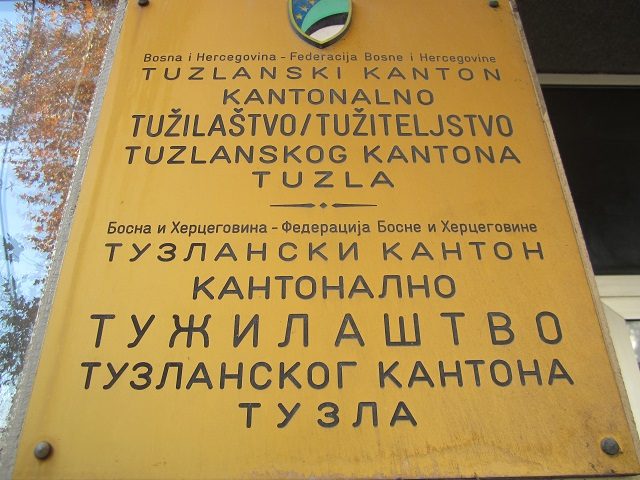 Bosna i Hercegovina - Federacija Bosne i Hercegovine
TUZLANSKI KANTON
KANTONALNO
TUŽILAŠTVO/TUŽITELJSTVO
TUZLANSKOG KANTONA
TUZLA
Босна и Херцеговина - Федерација Босне и Херцеговине
ТУЗЛАНСКИ КАНТОН
КАНТОНАЛНО
ТУЖИЛАШТВО
ТУЗЛАНСКОГ КАНТОНА
ТУЗЛА